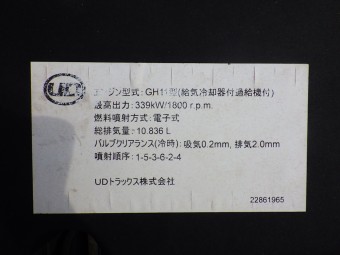 UD
エンジン型式:GH11型(給気冷却器付過給機付)
最高出力:339kW/1800 r.p.m.
燃料噴射方式:電子式
総排気量:10.836 L
バルブクリアランス(冷時):吸気0.2mm, 排気2.0mm
噴射順序:1-5-3-6-2-4
UDトラックス株式会社
22861965